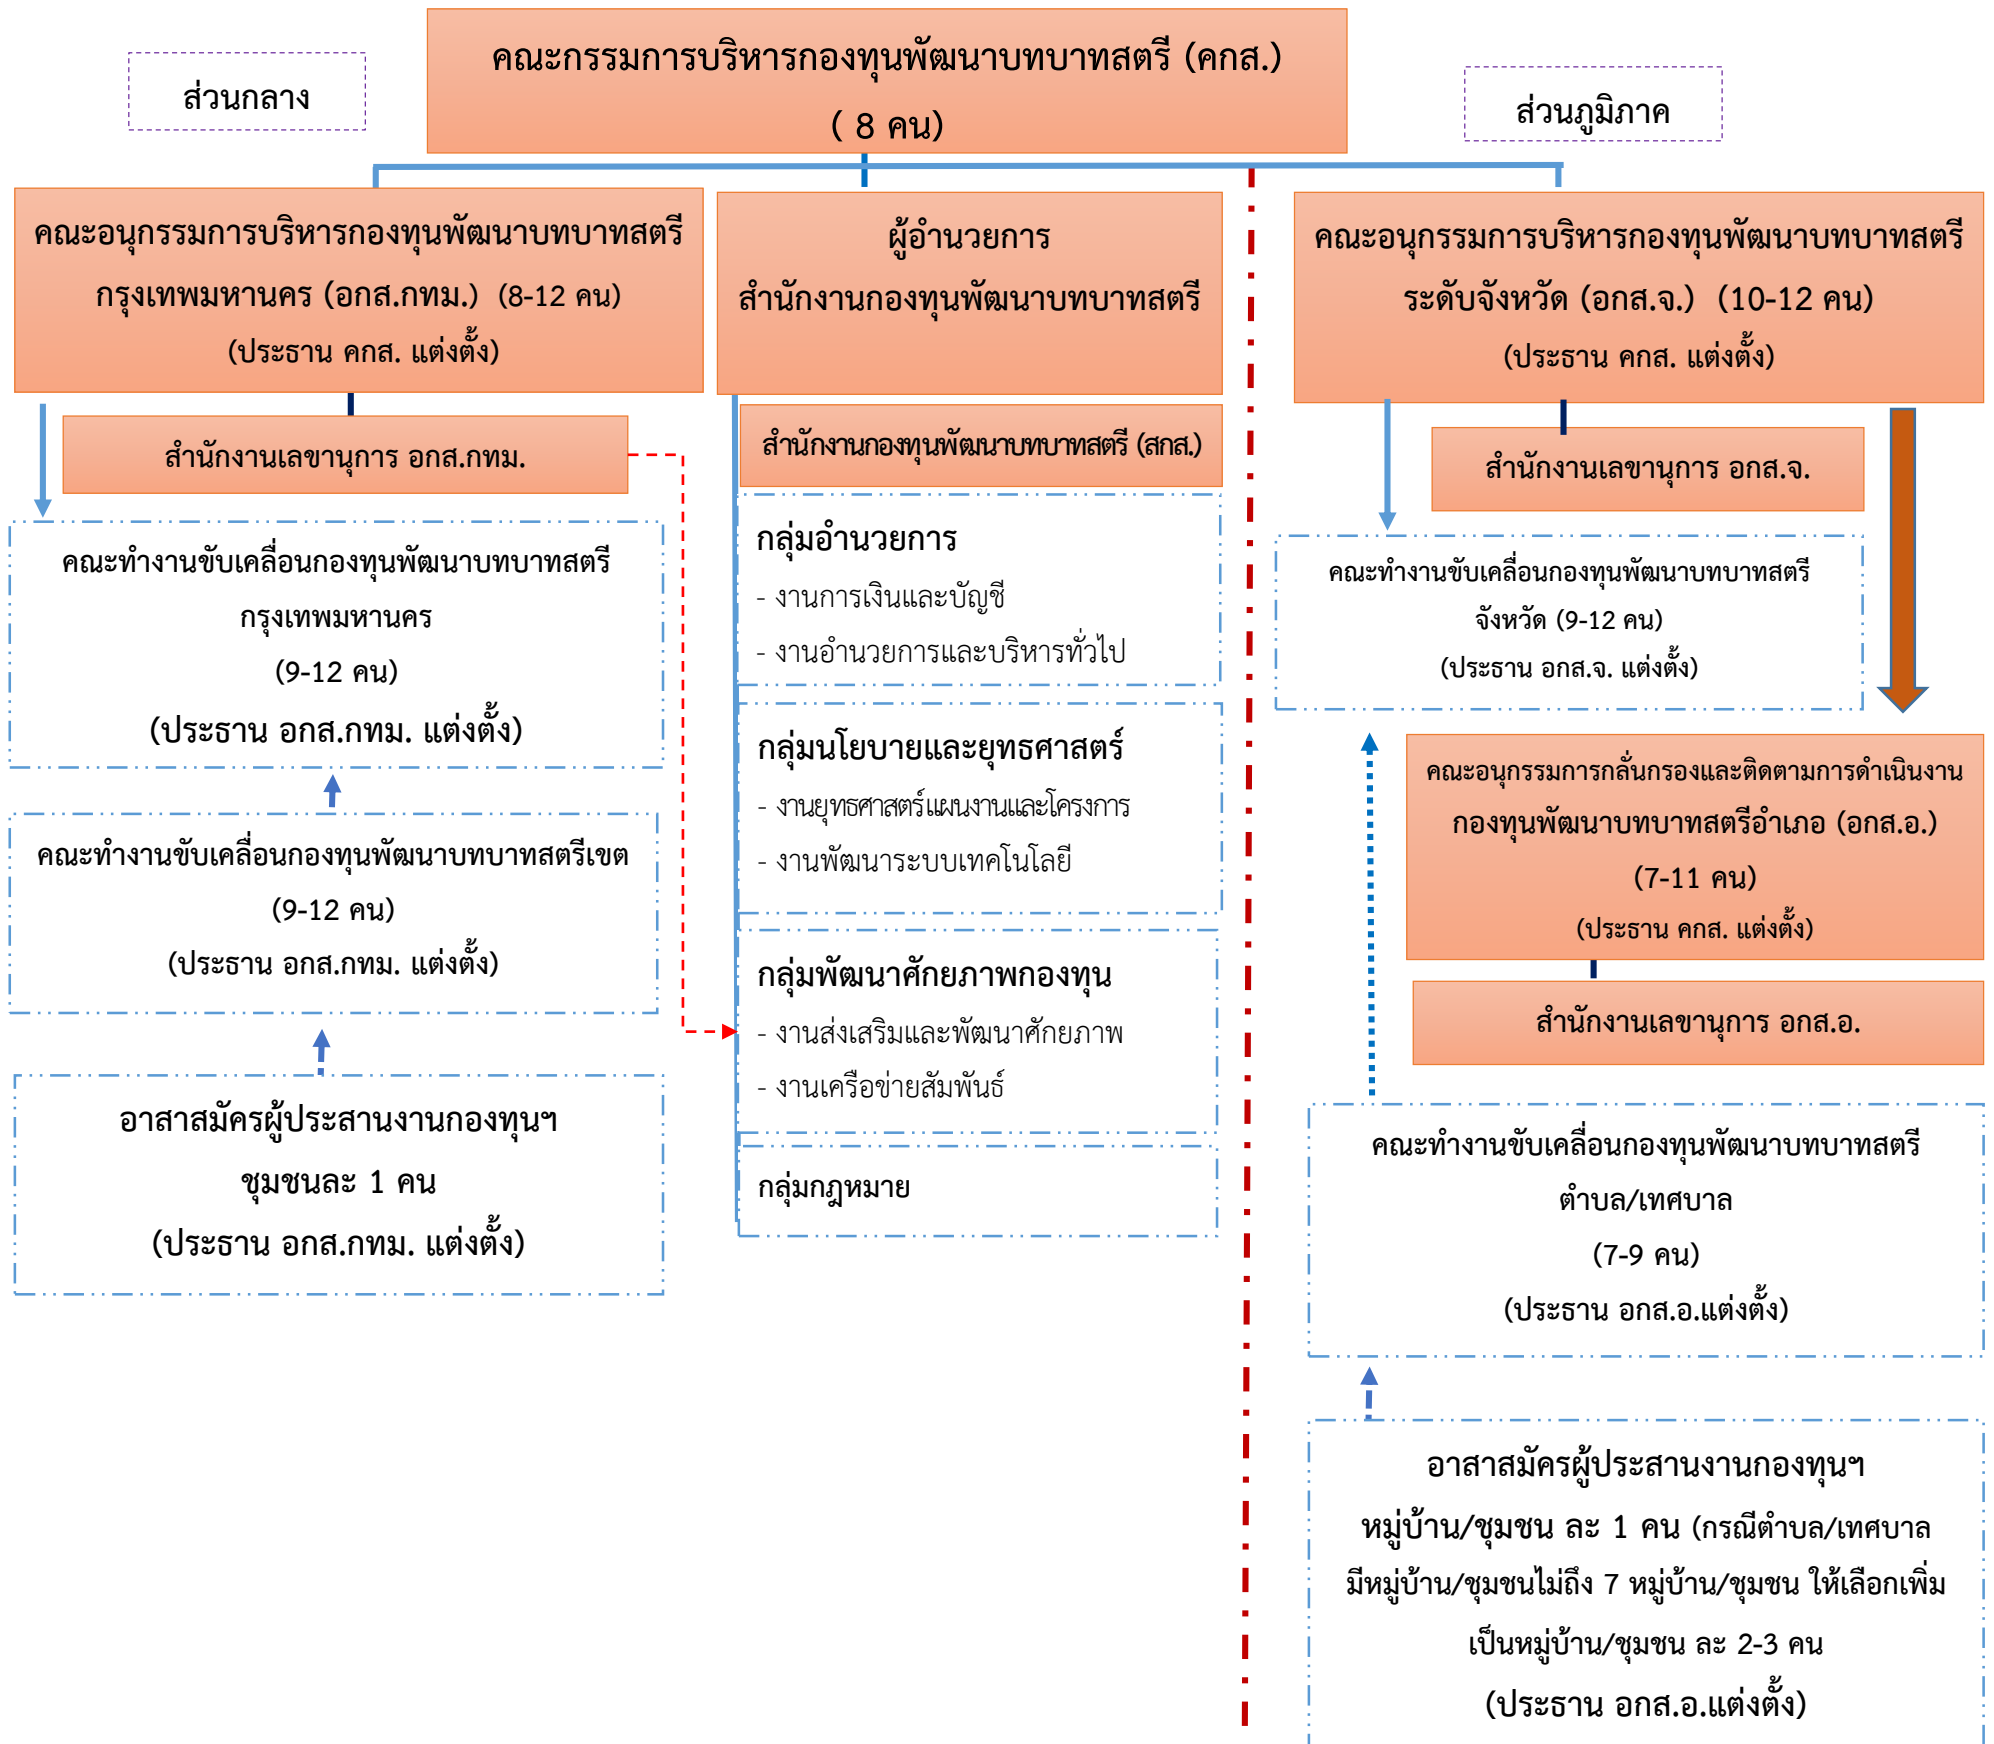 คณะกรรมการบริหารกองทุนพัฒนาบทบาทสตรี (คกส.)
( 8 คน)
ส่วนกลาง
ส่วนภูมิภาค
คณะอนุกรรมการบริหารกองทุนพัฒนาบทบาทสตรี
กรุงเทพมหานคร (อกส.กทม.) (8-12 คน)
(ประธาน คกส. แต่งตั้ง)
สำนักงานเลขานุการ อกส.กทม.
คณะทำงานขับเคลื่อนกองทุนพัฒนาบทบาทสตรี
กรุงเทพมหานคร
(9-12 คน)
(ประธาน อกส.กทม. แต่งตั้ง)
คณะทำงานขับเคลื่อนกองทุนพัฒนาบทบาทสตรีเขต
(9-12 คน)
(ประธาน อกส.กทม. แต่งตั้ง)
อาสาสมัครผู้ประสานงานกองทุนฯ
ชุมชนละ 1 คน
(ประธาน อกส.กทม. แต่งตั้ง)
ผู้อำนวยการ
สำนักงานกองทุนพัฒนาบทบาทสตรี
สำนักงานกองทุนพัฒนาบทบาทสตรี (สกส.)
กลุ่มอำนวยการ
- งานการเงินและบัญชี
- งานอำนวยการและบริหารทั่วไป
กลุ่มนโยบายและยุทธศาสตร์
- งานยุทธศาสตร์แผนงานและโครงการ
- งานพัฒนาระบบเทคโนโลยี
กลุ่มพัฒนาศักยภาพกองทุน
- งานส่งเสริมและพัฒนาศักยภาพ
- งานเครือข่ายสัมพันธ์
กลุ่มกฎหมาย
คณะอนุกรรมการบริหารกองทุนพัฒนาบทบาทสตรี
ระดับจังหวัด (อกส.จ.) (10-12 คน)
(ประธาน คกส. แต่งตั้ง)
สำนักงานเลขานุการ อกส.จ.
คณะทำงานขับเคลื่อนกองทุนพัฒนาบทบาทสตรี
จังหวัด (9-12 คน)
(ประธาน อกส.จ. แต่งตั้ง)
คณะอนุกรรมการกลั่นกรองและติดตามการดำเนินงาน
กองทุนพัฒนาบทบาทสตรีอำเภอ (อกส.อ.)
(7-11 คน)
(ประธาน คกส. แต่งตั้ง)
สำนักงานเลขานุการ อกส.อ.
คณะทำงานขับเคลื่อนกองทุนพัฒนาบทบาทสตรี
ตำบล/เทศบาล
(7-9 คน)
(ประธาน อกส.อ.แต่งตั้ง)
อาสาสมัครผู้ประสานงานกองทุนฯ
หมู่บ้าน/ชุมชน ละ 1 คน (กรณีตำบล/เทศบาล
มีหมู่บ้าน/ชุมชนไม่ถึง 7 หมู่บ้าน/ชุมชน ให้เลือกเพิ่ม
เป็นหมู่บ้าน/ชุมชน ละ 2-3 คน
(ประธาน อกส.อ.แต่งตั้ง)